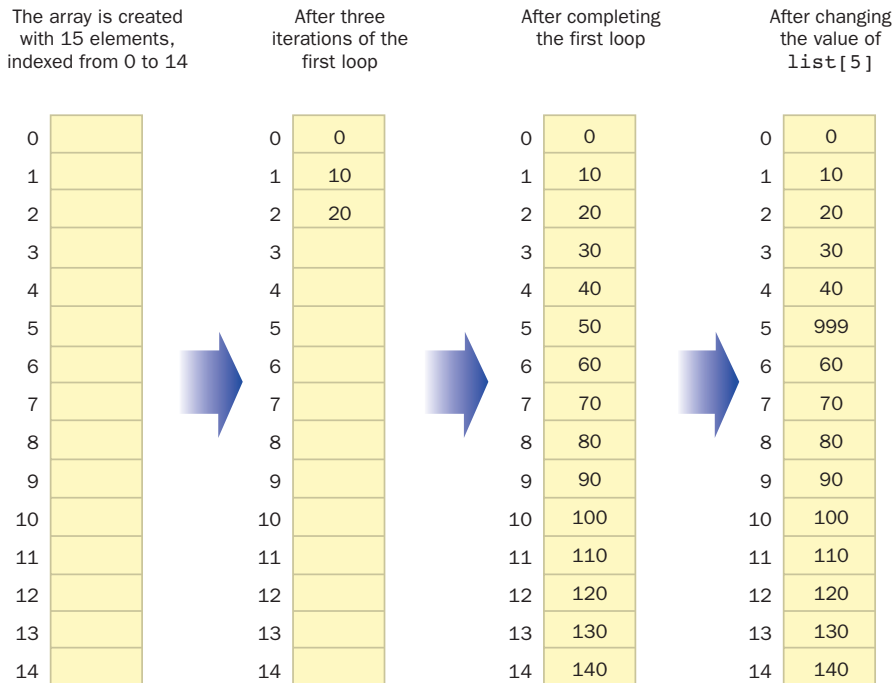 The array is created
with 15 elements,
indexed from 0 to 14
After three
iterations of the
first loop
After completing
the first loop
After changing
the value of
list[5]
0 0 0 0 0 0 0
1 1 10 1 10 1 10
2 2 20 2 20 2 20
3 3 3 30 3 30
4 4 4 40 4 40
5 5 5 50 5 999
6 6 6 60 6 60
7 7 7 70 7 70
8 8 8 80 8 80
9 9 9 90 9 90
10 10 10 100 10 100
11 11 11 110 11 110
12 12 12 120 12 120
13 13 13 130 13 130
14 14 14 140 14 140